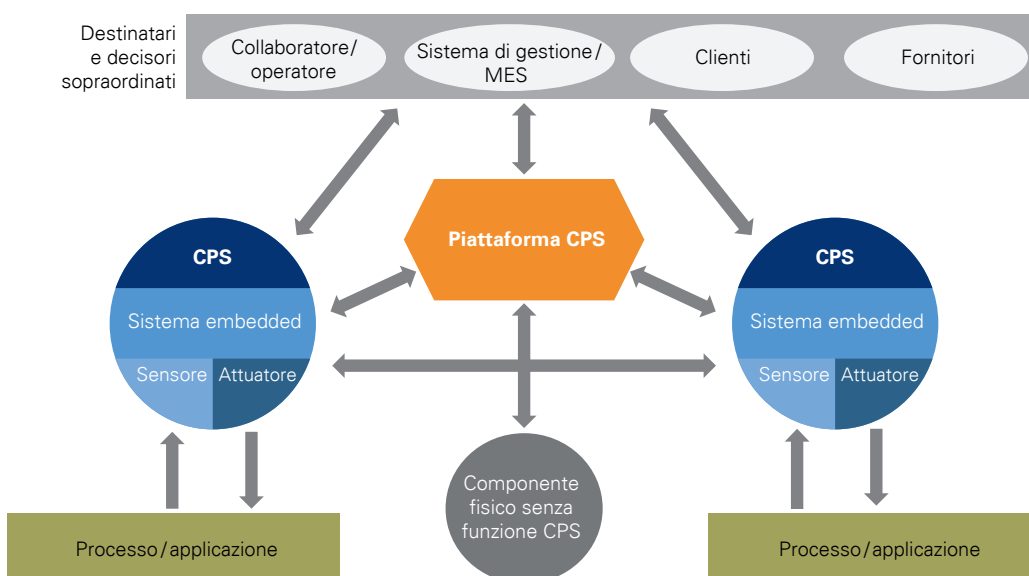 Destinatari
e decisori
sopraordinati
Collaboratore/
operatore
Sistema di gestione/
MES
Clienti
Fornitori
Piattaforma CPS
CPS
Sistema embedded
Sensore
Attuatore
CPS
Sistema embedded
Sensore
Attuatore
Componente
fisico senza
funzione CPS
Processo/applicazione
Processo/applicazione